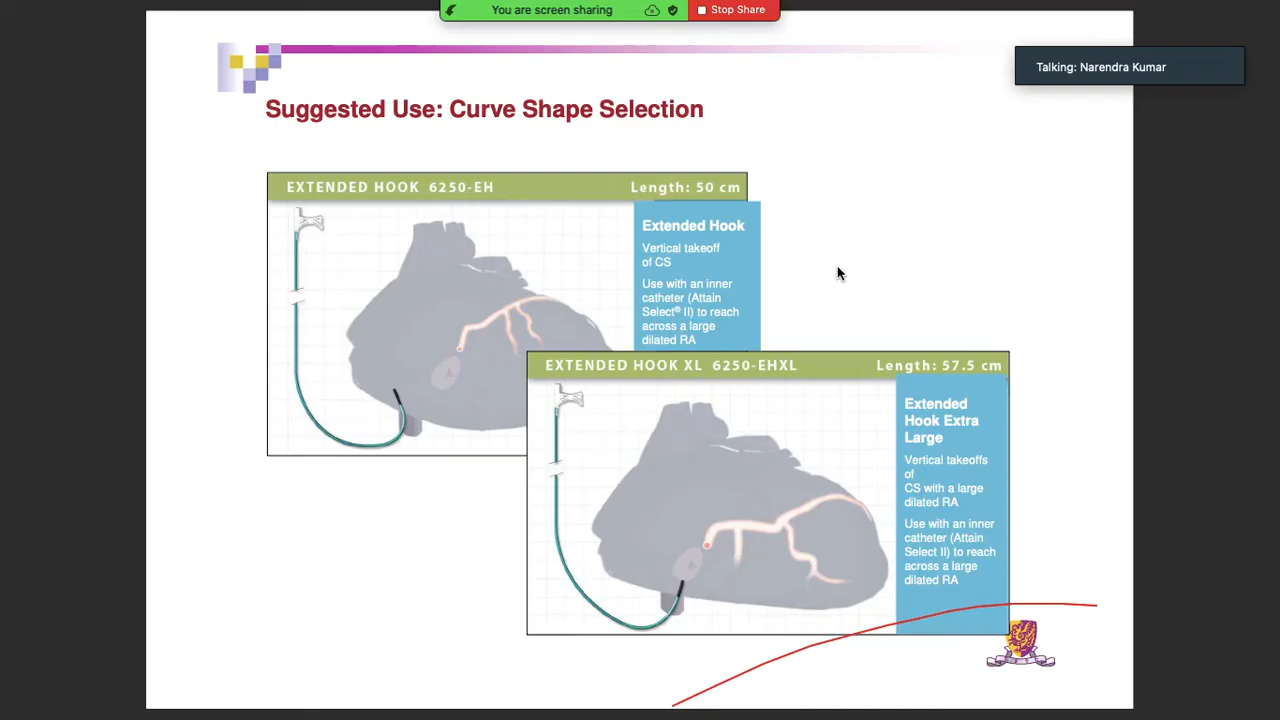 You are screen sharing
Stop Share
Talking: Narendra Kumar
Suggested Use: Curve Shape Selection
EXTENDED HOOK 6250-EH Length: 50 cm
Extended Hook
Vertical takeoff
of CS
Use with an inner
catheter (Attain
Select® II) to reach
across a large
dilated RA
EXTENDED HOOK XL 6250-EHXL Length: 57.5 cm
Extended
Hook Extra
Large
Vertical takeoffs
of
CS with a large
dilated RA
Use with an inner
catheter (Attain
Select II) to reach
across a large
dilated RA